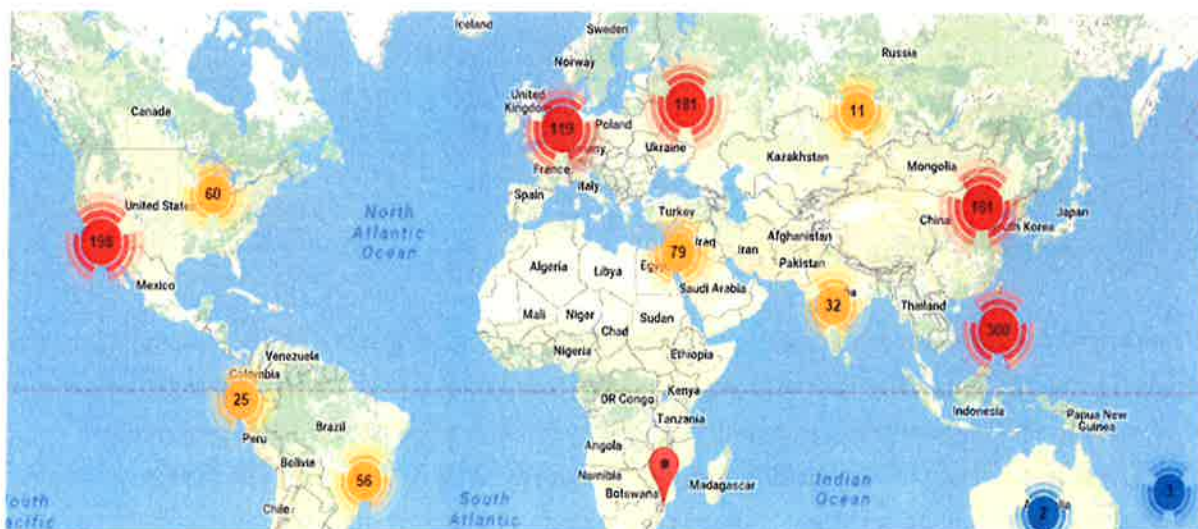 Iceland
Sweden
Russia
Norway
Canada
United
Kingdom
181
11
119
Poland
Ukraine
Kazakhstan
Mongolia
France
60
United States
Italy
Spain
North
Atlantic
Ocean
Turkey
China
Japan
198
79
Iraq
Iran
Afghanistan
Pakistan
Mexico
Algeria
Libya
Saudi Arabia
32
Thailand
Mali
Niger
Chad
Sudan
Nigeria
Ethiopia
Venezuela
Colombia
25
DR Congo
Kenya
Tanzania
Indonesia
Papua New
Guinea
Peru
Brazil
Angola
Bolivia
56
Namibia
Botswana
Madagascar
Indian
Ocean
Chile
South
Atlantic
2
3